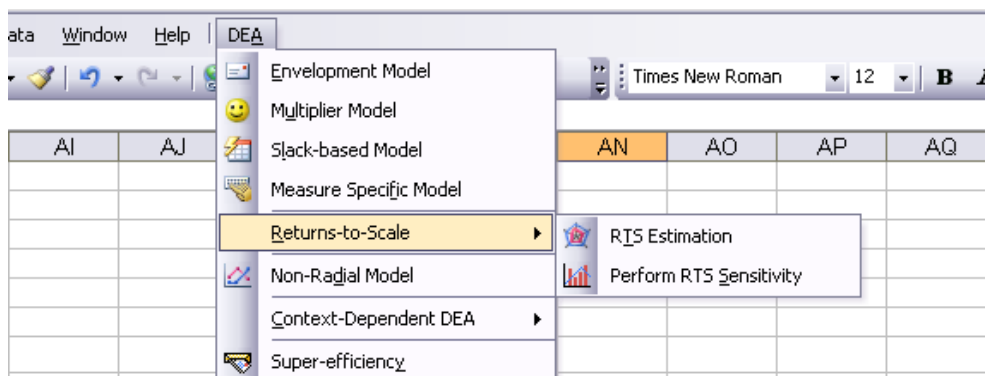 ata Window Help DEA
Times New Roman 12 B
Envelopment Model
Multiplier Model
Slack-based Model
Measure Specific Model
Returns-to-Scale
Non-Radial Model
Context-Dependent DEA
Super-efficiency
RTS Estimation
Perform RTS Sensitivity
AI AJ AN AO AP AQ